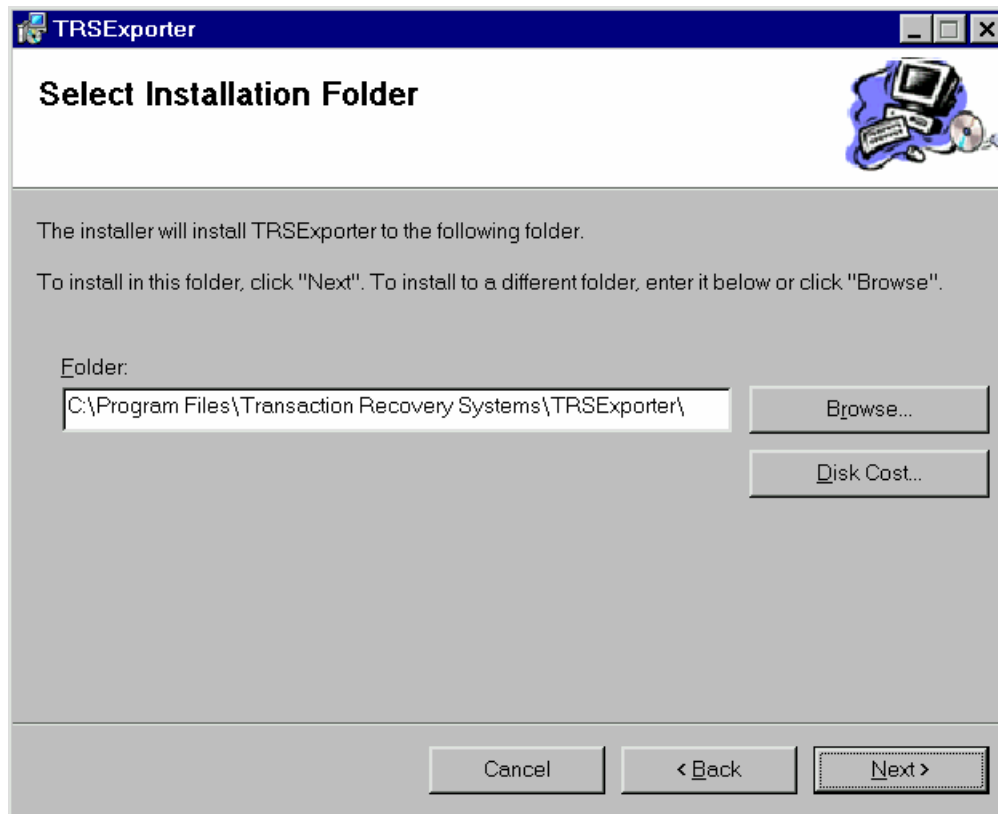 TRSExporter
Select Installation Folder
The installer will install TRSExporter to the following folder.
To install in this folder, click "Next". To install to a different folder, enter it below or click "Browse".
Folder:
C:\Program Files\Transaction Recovery Systems\TRSExporter\
Browse...
Disk Cost...
Cancel
< Back
Next >